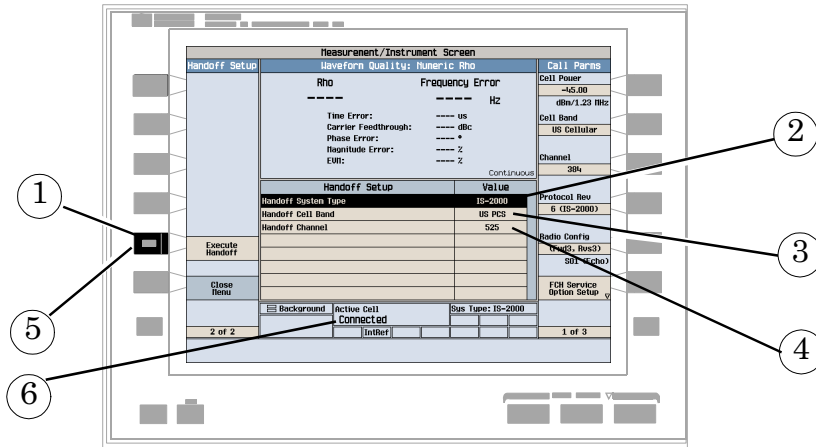 Measurement/Instrument Screen
Handoff Setup
Waveform Quality: Numeric Rho
Call Parms
Rho
Frequency Error
----
---- Hz
Time Error: ---- us
Carrier Feedthrough: ---- dBc
Phase Error: ---- °
Magnitude Error: ---- %
EVM: ---- %
Continuous
Cell Power
-45.00
dBm/1.23 MHz
Cell Band
US Cellular
Channel
384
Protocol Rev
6 (IS-2000)
Radio Config
(Fwd3, Rvs3)
SO1 (Echo)
FCH Service
Option Setup
1 of 3
Handoff Setup Value
Handoff System Type IS-2000
Handoff Cell Band US PCS
Handoff Channel 525
Execute
Handoff
Close
Menu
2 of 2
Background
Active Cell
Connected
Sys Type: IS-2000
IntRef
1
2
3
4
5
6